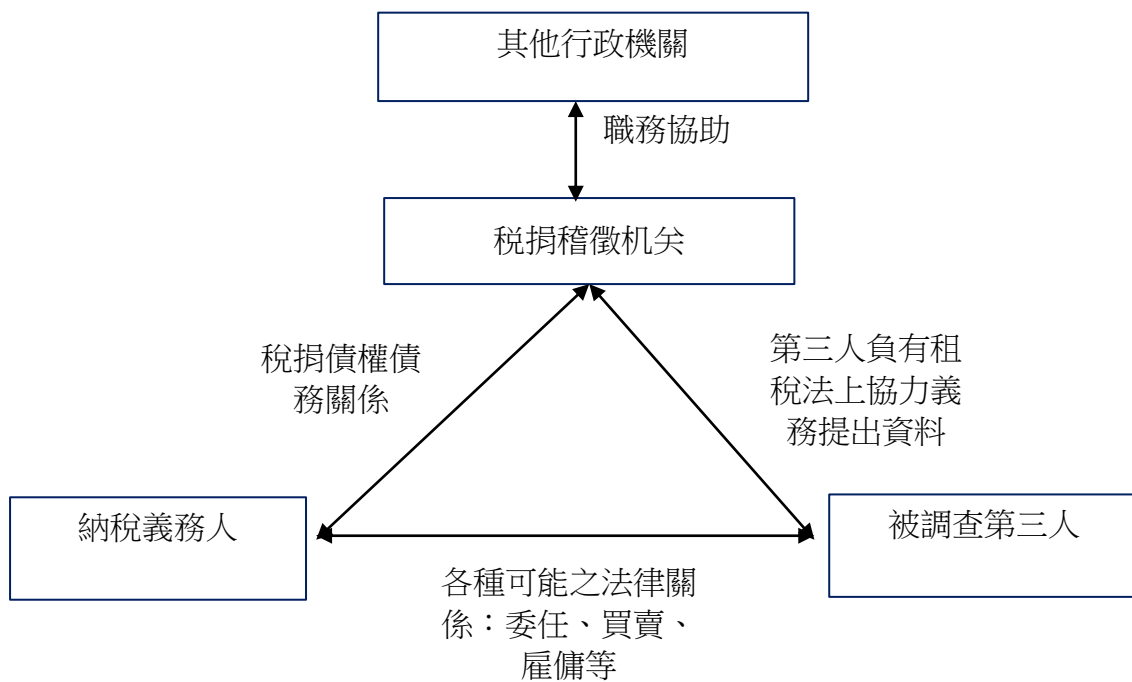 其他行政機關
職務協助
税捐稽徵机关
稅捐債權債
務關係
第三人負有租
稅法上協力義
務提出資料
納稅義務人
被調查第三人
各種可能之法律關
係：委任、買賣、
雇傭等